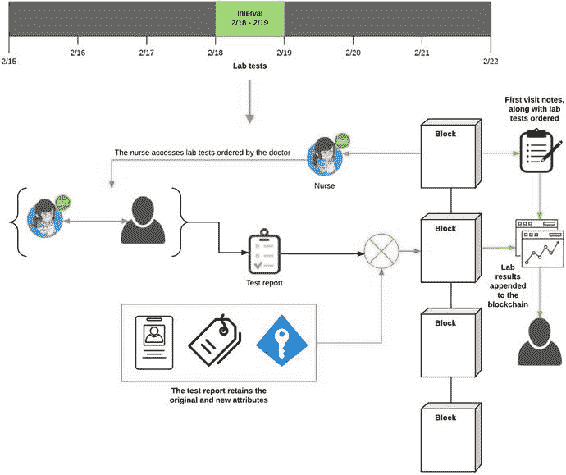 Interval
2/18 - 2/19
2/15
2/16
2/17
2/18
2/19
2/20
2/21
2/22
Lab tests
First visit notes,
along with lab
tests ordered
Block
The nurse accesses lab tests ordered by the doctor
Nurse
Block
Test report
Lab
results
appended
to the
blockchain
Block
The test report retains the
original and new attributes
Block